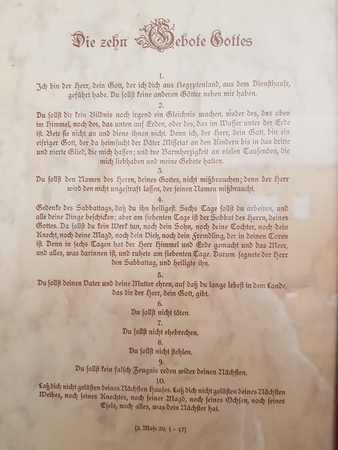 Die zehn Gebote Gottes
1.
Ich bin der Herr, dein Gott, der ich dich aus Aegyptenland, aus dem Diensthause,
geführt habe. Du sollst keine anderen Götter neben mir haben.
2.
Du sollst dir kein Bildnis noch irgend ein Gleichnis machen, weder des, das oben
im Himmel, noch des, das unten auf Erden, oder des, das im Wasser unter der Erde
ist. Bete sie nicht an und diene ihnen nicht. Denn ich, der Herr, dein Gott, bin ein
eifriger Gott, der da heimsucht der Väter Missetat an den Kindern bis in das dritte
und vierte Glied, die mich hassen; und tue Barmherzigkeit an vielen Tausenden, die
mich liebhaben und meine Gebote halten.
3.
Du sollst den Namen des Herrn, deines Gottes, nicht mißbrauchen; denn der Herr
wird den nicht ungestraft lassen, der seinen Namen mißbraucht.
4.
Gedenke des Sabbattags, daß du ihn heiligest. Sechs Tage sollst du arbeiten, und
alle deine Dinge beschicken; aber am siebenten Tage ist der Sabbat des Herrn, deines
Gottes. Da sollst du kein Werk tun, noch dein Sohn, noch deine Tochter, noch dein
Knecht, noch deine Magd, noch dein Vieh, noch dein Fremdling, der in deinen Toren
ist. Denn in sechs Tagen hat der Herr Himmel und Erde gemacht und das Meer,
und alles, was darinnen ist, und ruhete am siebenten Tage. Darum segnete der Herr
den Sabbattag, und heiligte ihn.
5.
Du sollst deinen Vater und deine Mutter ehren, auf daß du lange lebest in dem Lande,
das dir der Herr, dein Gott, gibt.
6.
Du sollst nicht töten.
7.
Du sollst nicht ehebrechen.
8.
Du sollst nicht stehlen.
9.
Du sollst kein falsch Zeugnis reden wider deinen Nächsten.
10.
Laß dich nicht gelüsten deines Nächsten Hauses. Laß dich nicht gelüsten deines Nächsten
Weibes, noch seines Knechtes, noch seiner Magd, noch seines Ochsen, noch seines
Esels, noch alles, was dein Nächster hat.
(2. Mose 20, 1 – 17)